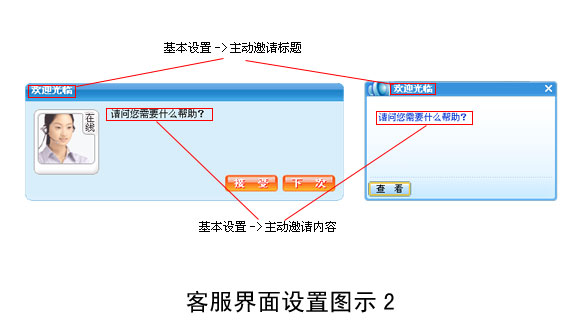 基本设置->主动邀请标题
欢迎光临
欢迎光临
在线
请问您需要什么帮助？
请问您需要什么帮助？
接 受
下 次
查 看
基本设置->主动邀请内容
客服界面设置图示2